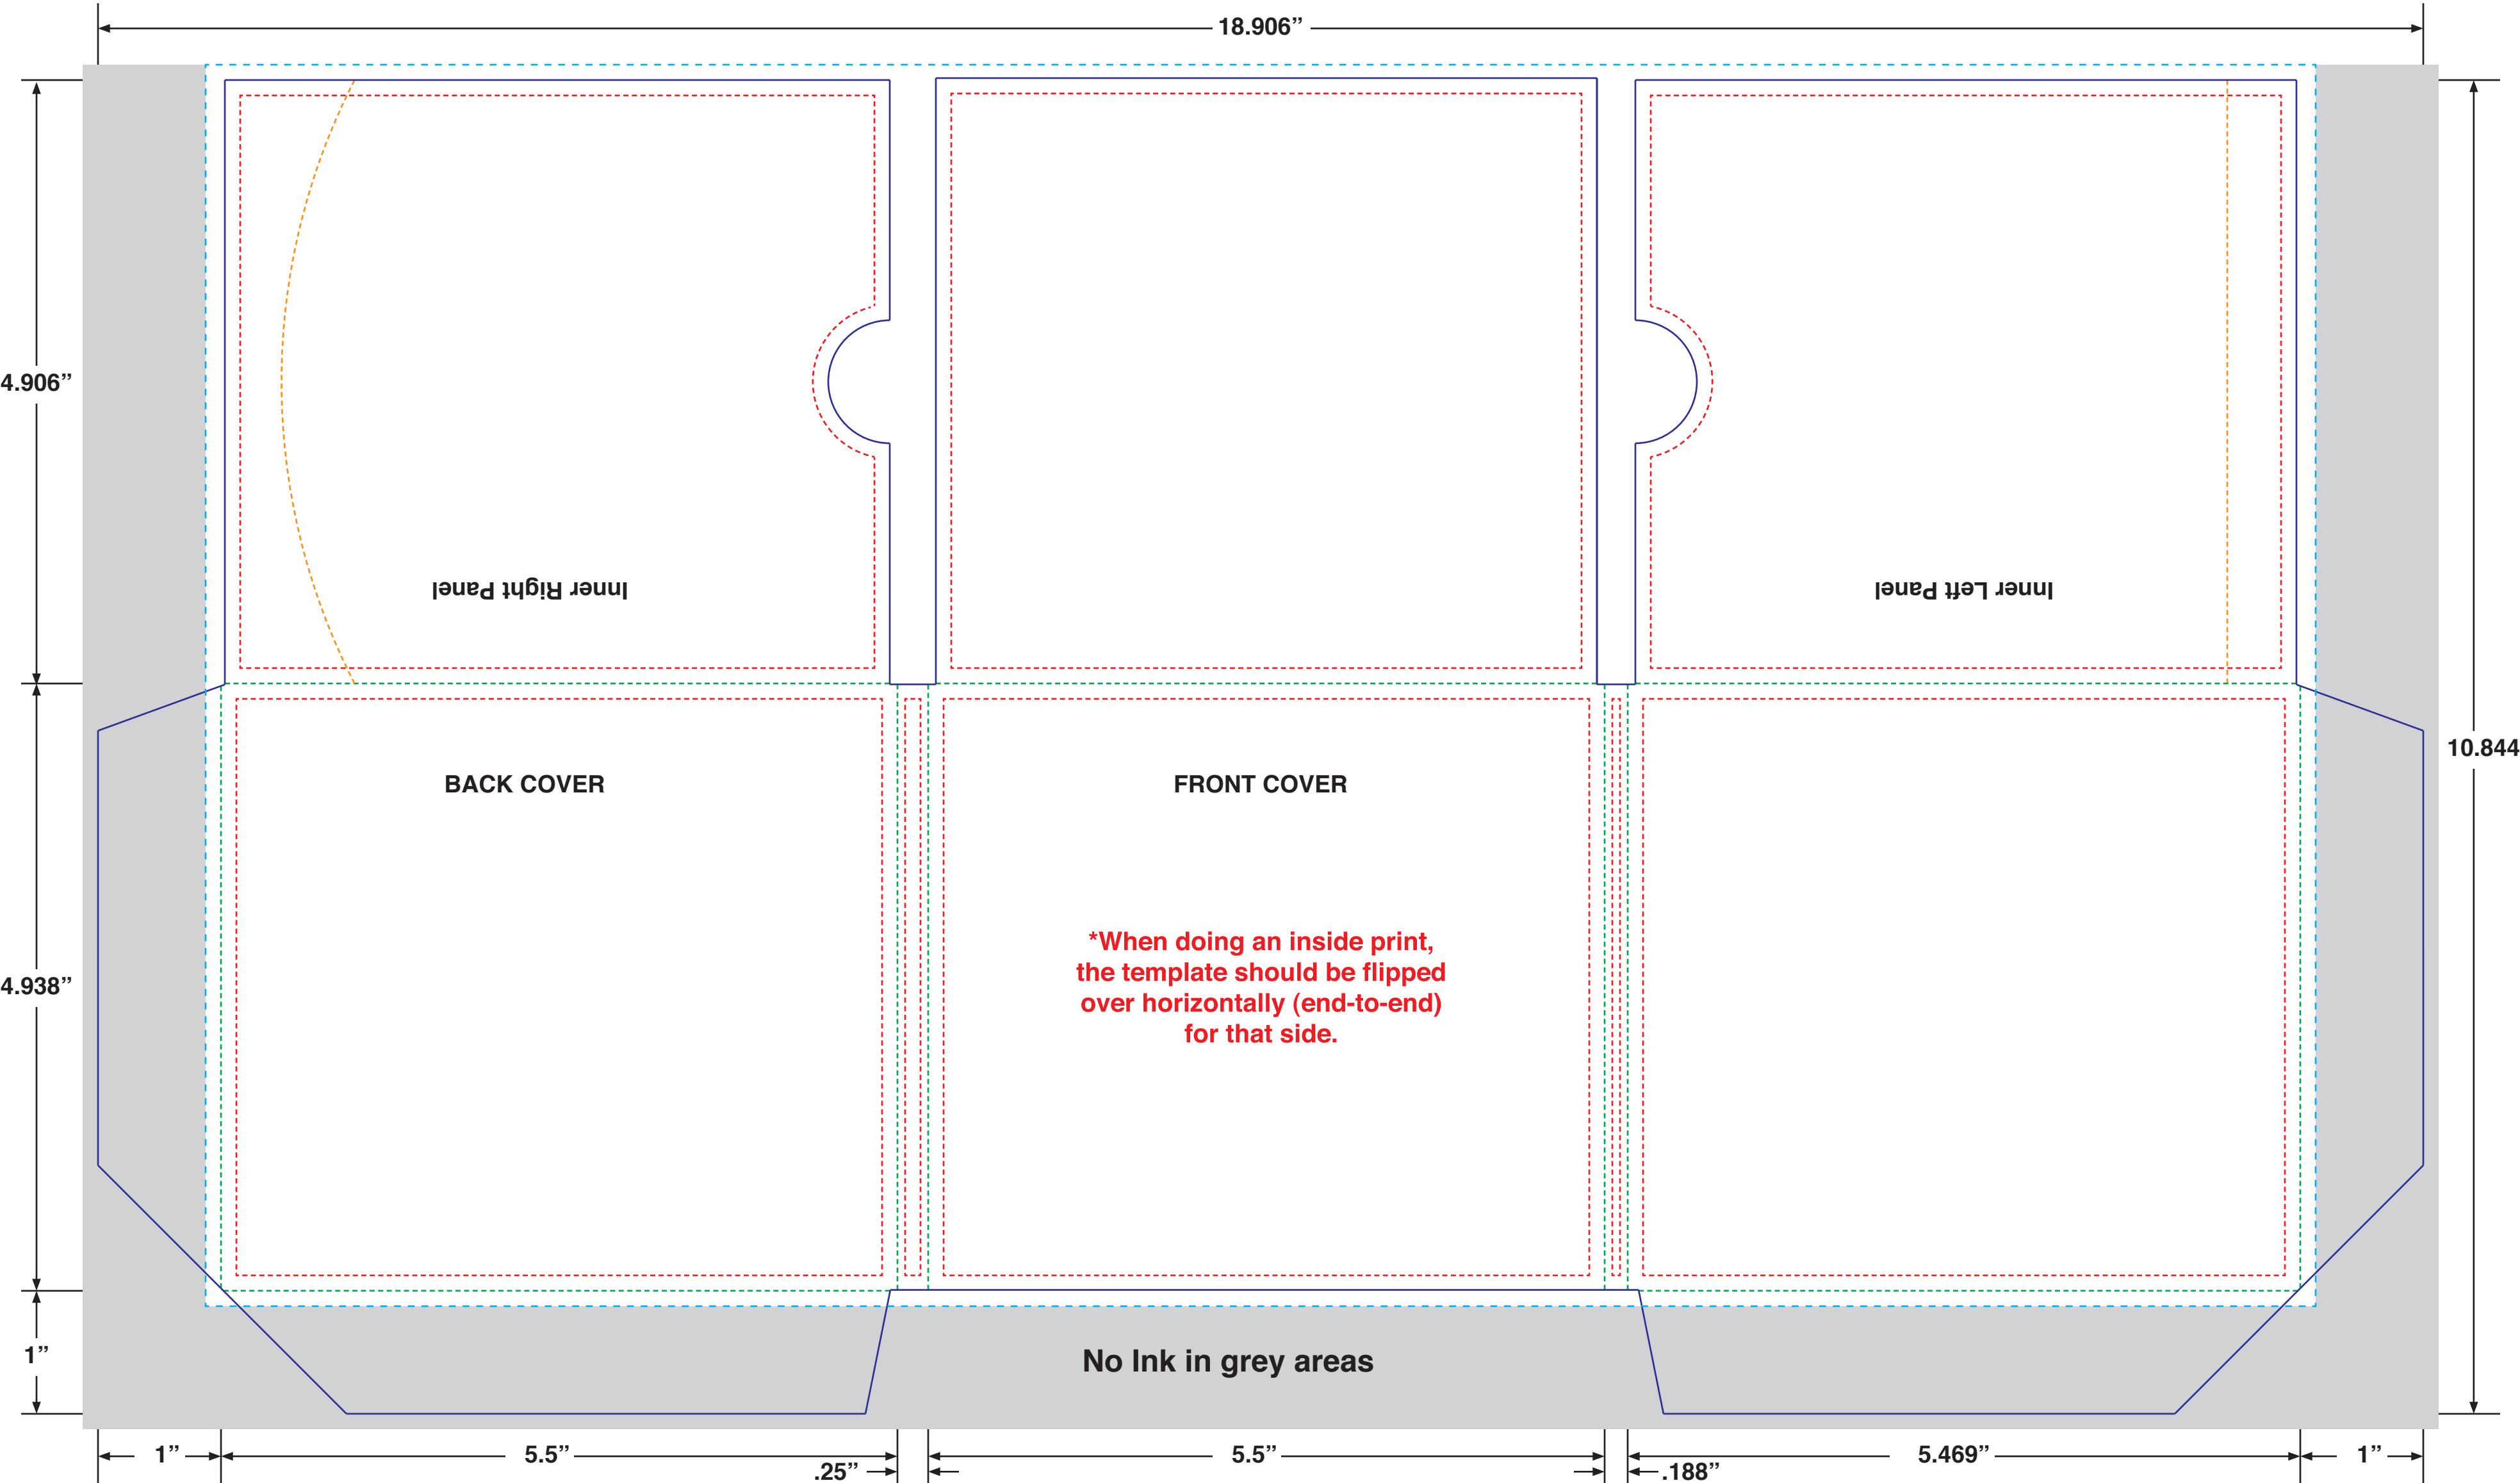 18.906”
4.906”
Inner Right Panel
Inner Left Panel
10.844
BACK COVER
FRONT COVER
*When doing an inside print,
the template should be flipped
over horizontally (end-to-end)
for that side.
4.938”
1”
No Ink in grey areas
1”
5.5”
.25”
5.5”
.188”
5.469”
1”